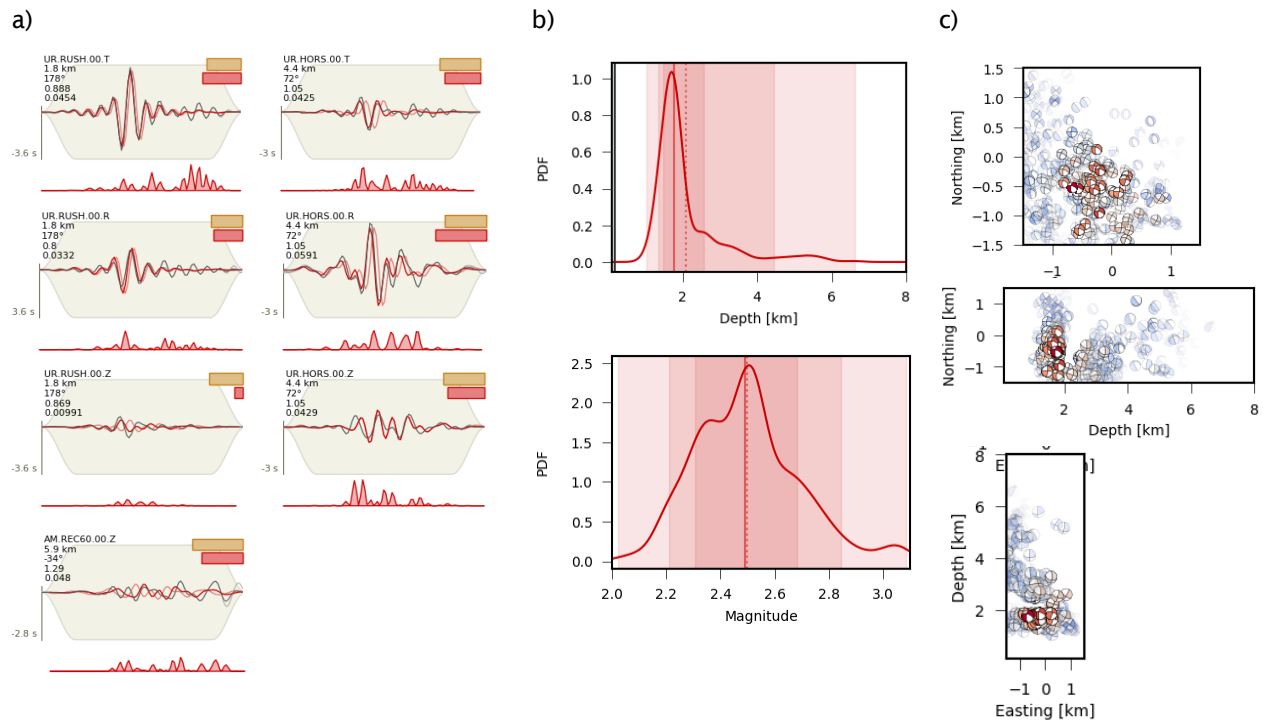 a)
UR.RUSH.00.T
1.8 km
178°
0.888
0.0454
-3.6 s
UR.HORS.00.T
4.4 km
72°
1.05
0.0425
-3 s
UR.RUSH.00.R
1.8 km
178°
0.8
0.0332
3.6 s
UR.HORS.00.R
4.4 km
72°
1.05
0.0591
-3 s
UR.RUSH.00.Z
1.8 km
178°
0.869
0.00991
-3.6 s
UR.HORS.00.Z
4.4 km
72°
1.05
0.0429
-3 s
AM.REC60.00.Z
5.9 km
-34°
1.29
0.048
-2.8 s
b)
PDF
1.0
0.8
0.6
0.4
0.2
0.0
2 4 6 8
Depth [km]
PDF
2.5
2.0
1.5
1.0
0.5
0.0
2.0 2.2 2.4 2.6 2.8 3.0
Magnitude
c)
Northing [km]
1.5
1.0
0.5
0.0
−0.5
−1.0
−1.5
−1 0 1
Northing [km]
1
0
−1
2 4 6 8
Depth [km]
Depth [km]
8
6
4
2
−1 0 1
Easting [km]